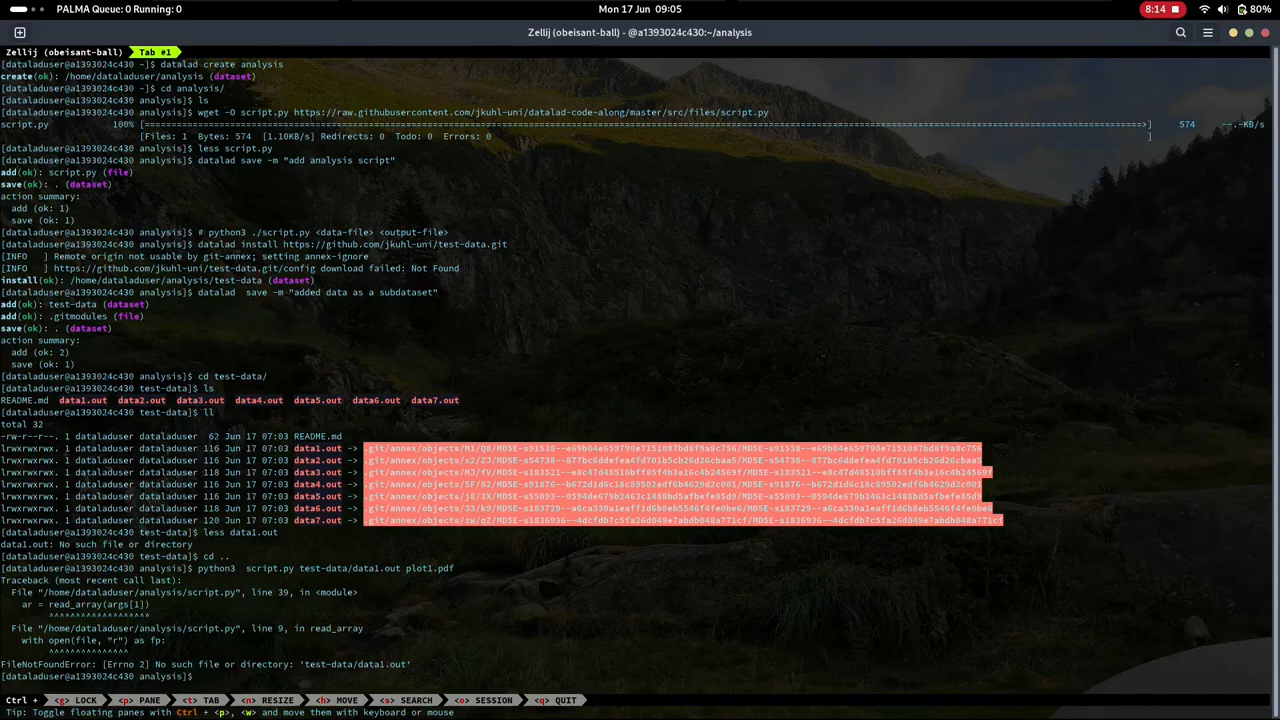 PALMA Queue: 0 Running: 0
Mon 17 Jun 09:05
8:14
80%
Zellij (obeisant-ball) - @a1393024c430:~/analysis
Zellij (obeisant-ball) Tab #1
[dataladuser@a1393024c430 ~]$ datalad create analysis
create(ok): /home/dataladuser/analysis (dataset)
[dataladuser@a1393024c430 ~]$ cd analysis/
[dataladuser@a1393024c430 analysis]$ ls
[dataladuser@a1393024c430 analysis]$ wget -O script.py https://raw.githubusercontent.com/jkuhl-uni/datalad-code-along/master/src/files/script.py
script.py 100% [=============================================================================>] 574 --.-KB/s
[Files: 1 Bytes: 574 [1.10KB/s] Redirects: 0 Todo: 0 Errors: 0 ]
[dataladuser@a1393024c430 analysis]$ less script.py
[dataladuser@a1393024c430 analysis]$ datalad save -m "add analysis script"
add(ok): script.py (file)
save(ok): . (dataset)
action summary:
add (ok: 1)
save (ok: 1)
[dataladuser@a1393024c430 analysis]$ # python3 ./script.py <data-file> <output-file>
[dataladuser@a1393024c430 analysis]$ datalad install https://github.com/jkuhl-uni/test-data.git
[INFO ] Remote origin not usable by git-annex; setting annex-ignore
[INFO ] https://github.com/jkuhl-uni/test-data.git/config download failed: Not Found
install(ok): /home/dataladuser/analysis/test-data (dataset)
[dataladuser@a1393024c430 analysis]$ datalad  save -m "added data as a subdataset"
add(ok): test-data (dataset)
add(ok): .gitmodules (file)
save(ok): . (dataset)
action summary:
add (ok: 2)
save (ok: 1)
[dataladuser@a1393024c430 analysis]$ cd test-data/
[dataladuser@a1393024c430 test-data]$ ls
README.md data1.out data2.out data3.out data4.out data5.out data6.out data7.out
[dataladuser@a1393024c430 test-data]$ ll
total 32
-rw-r--r--. 1 dataladuser dataladuser 62 Jun 17 07:03 README.md
lrwxrwxrwx. 1 dataladuser dataladuser 116 Jun 17 07:03 data1.out ->
lrwxrwxrwx. 1 dataladuser dataladuser 116 Jun 17 07:03 data2.out ->
lrwxrwxrwx. 1 dataladuser dataladuser 118 Jun 17 07:03 data3.out ->
lrwxrwxrwx. 1 dataladuser dataladuser 116 Jun 17 07:03 data4.out ->
lrwxrwxrwx. 1 dataladuser dataladuser 116 Jun 17 07:03 data5.out ->
lrwxrwxrwx. 1 dataladuser dataladuser 118 Jun 17 07:03 data6.out ->
lrwxrwxrwx. 1 dataladuser dataladuser 120 Jun 17 07:03 data7.out ->
[dataladuser@a1393024c430 test-data]$ less data1.out
data1.out: No such file or directory
[dataladuser@a1393024c430 test-data]$ cd ..
[dataladuser@a1393024c430 analysis]$ python3  script.py test-data/data1.out plot1.pdf
Traceback (most recent call last):
File "/home/dataladuser/analysis/script.py", line 39, in <module>
ar = read_array(args[1])
^^^^^^^^^^^^^^^^^^^
File "/home/dataladuser/analysis/script.py", line 9, in read_array
with open(file, "r") as fp:
^^^^^^^^^^^^^^^
FileNotFoundError: [Errno 2] No such file or directory: 'test-data/data1.out'
[dataladuser@a1393024c430 analysis]$
Ctrl + <g> LOCK <p> PANE <t> TAB <n> RESIZE <h> MOVE <s> SEARCH <o> SESSION <q> QUIT
Tip: Toggle floating panes with Ctrl + <p>, <w> and move them with keyboard or mouse